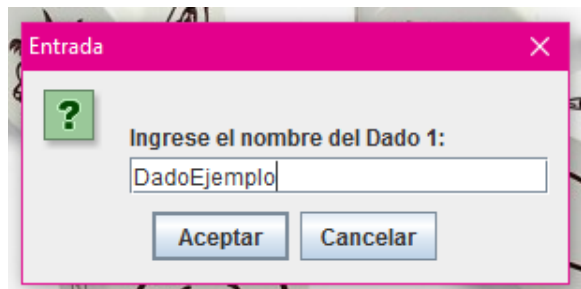 Entrada
?
Ingrese el nombre del Dado 1:
DadoEjemplo
Aceptar Cancelar